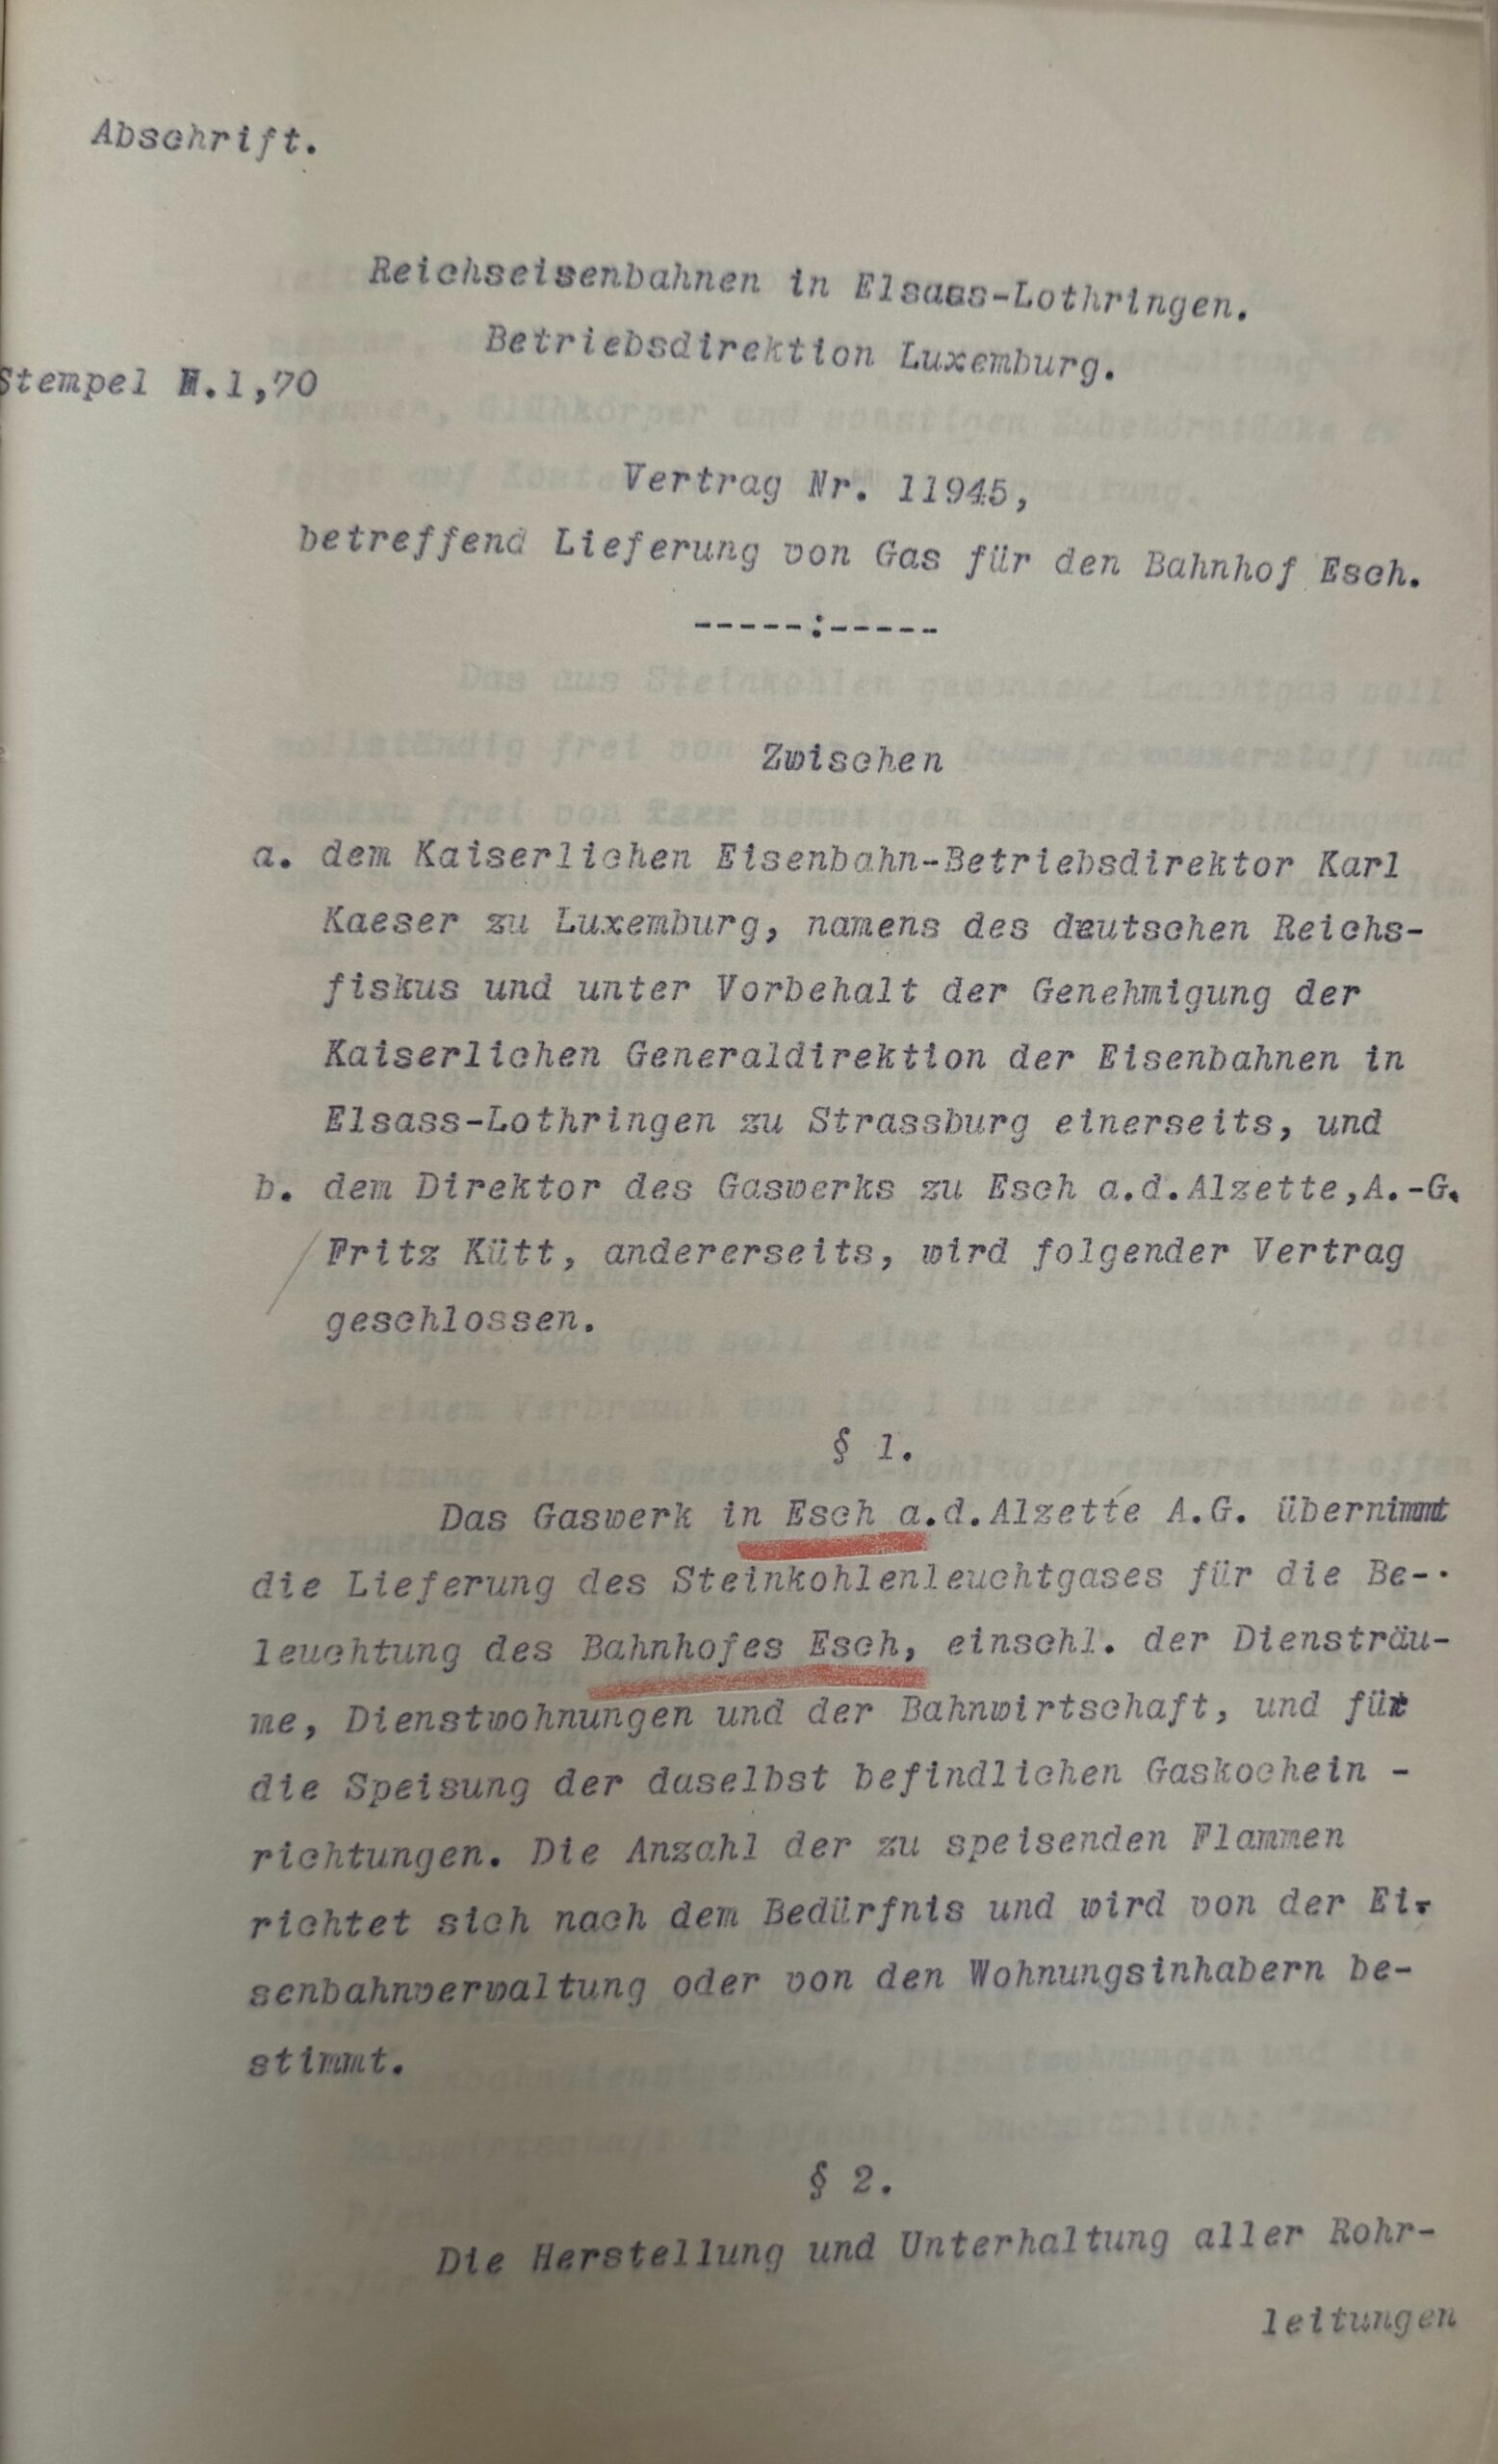 Abschrift.
Reichseisenbahnen in Elsass-Lothringen.
Betriebsdirektion Luxemburg.
Stempel M.1,70
Vertrag Nr. 11945,
betreffend Lieferung von Gas für den Bahnhof Esch.
-----:-----
Zwischen
a. dem Kaiserlichen Eisenbahn-Betriebsdirektor Karl
Kaeser zu Luxemburg, namens des deutschen Reichs-
fiskus und unter Vorbehalt der Genehmigung der
Kaiserlichen Generaldirektion der Eisenbahnen in
Elsass-Lothringen zu Strassburg einerseits, und
b. dem Direktor des Gaswerks zu Esch a.d.Alzette,A.-G.
Fritz Kütt, andererseits, wird folgender Vertrag
geschlossen.
§ 1.
Das Gaswerk in Esch a.d.Alzette A.G. übernimmt
die Lieferung des Steinkohlenleuchtgases für die Be-
leuchtung des Bahnhofes Esch, einschl. der Diensträu-
me, Dienstwohnungen und der Bahnwirtschaft, und für
die Speisung der daselbst befindlichen Gaskochein -
richtungen. Die Anzahl der zu speisenden Flammen
richtet sich nach dem Bedürfnis und wird von der Ei-
senbahnverwaltung oder von den Wohnungsinhabern be-
stimmt.
§ 2.
Die Herstellung und Unterhaltung aller Rohr-
leitungen